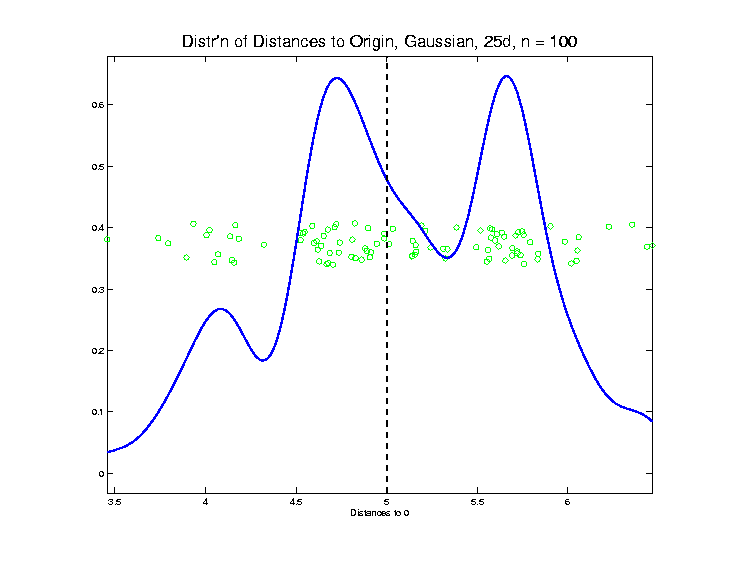 Distr'n of Distances to Origin, Gaussian, 25d, n = 100
0.6
0.5
0.4
0.3
0.2
0.1
0
3.5 4 4.5 5 5.5 6
Distances to 0